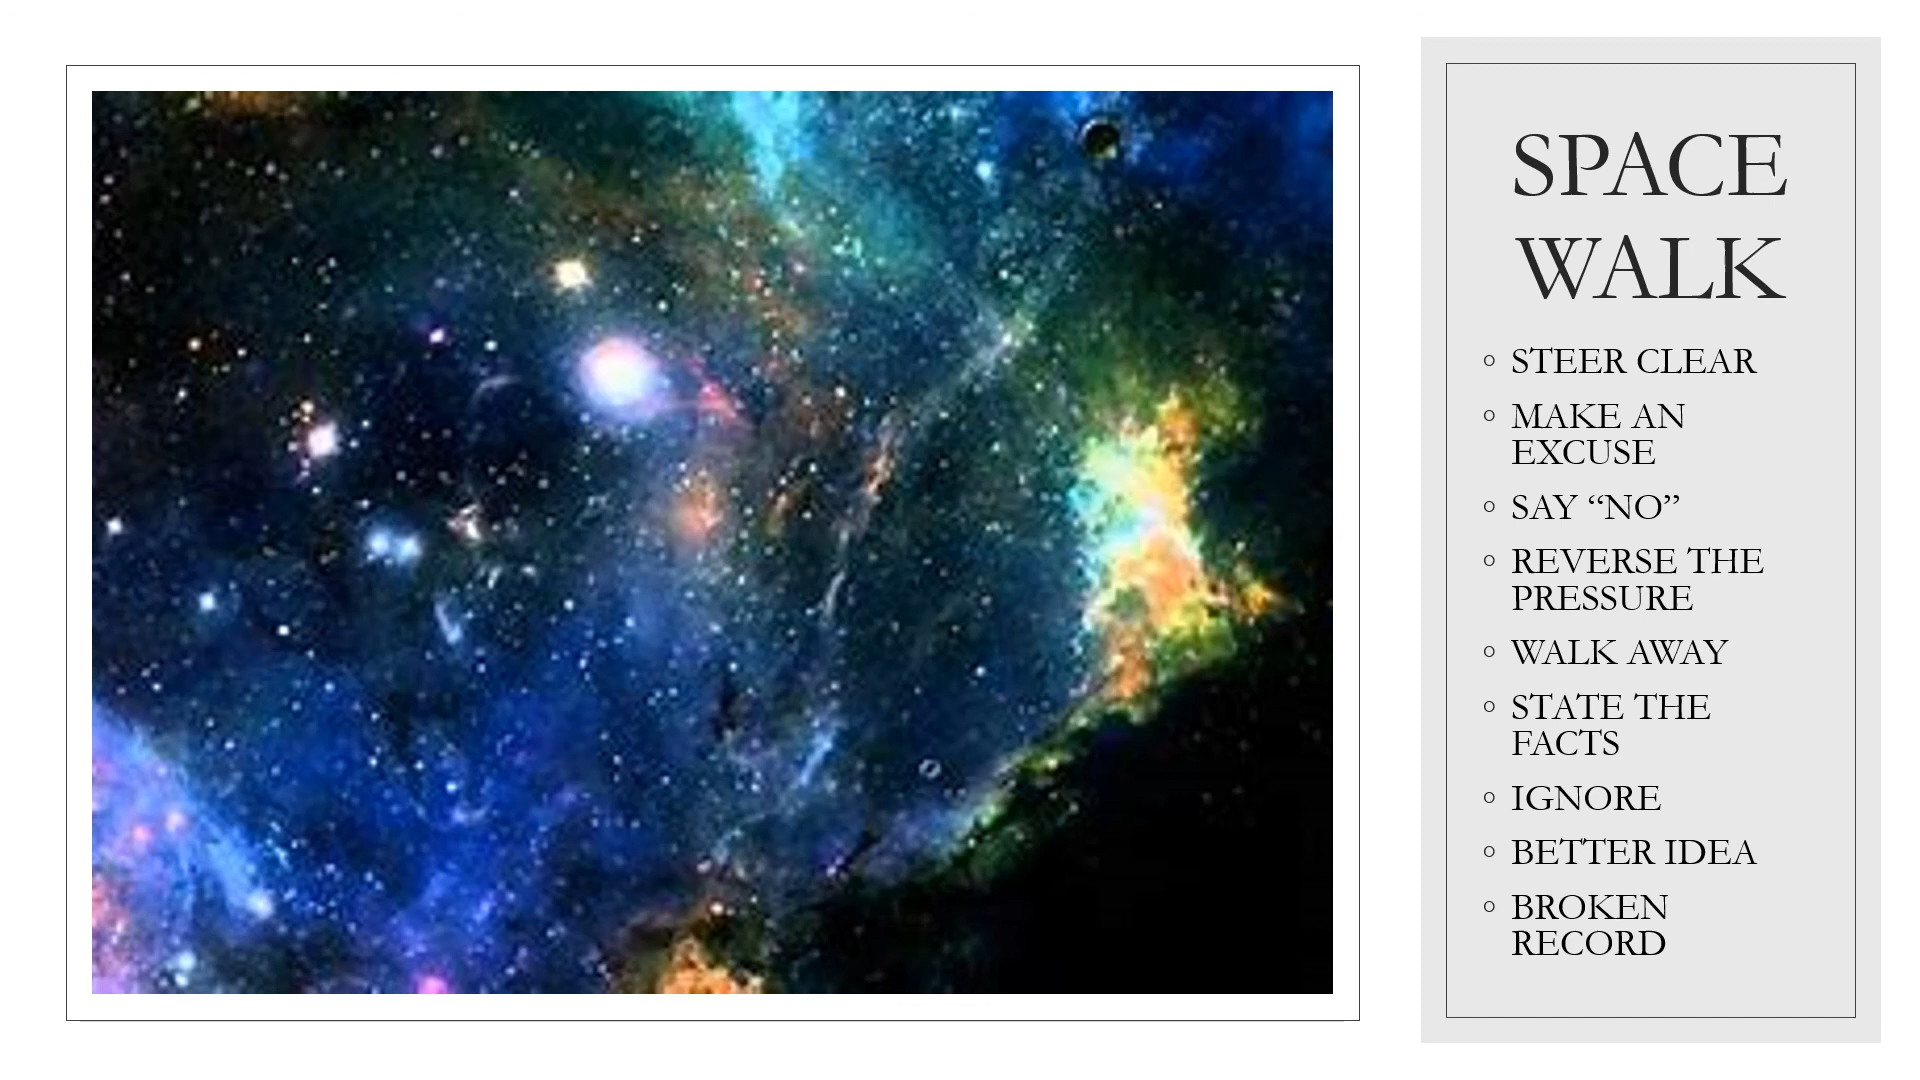 SPACE
WALK
STEER CLEAR
MAKE AN
EXCUSE
SAY “NO”
REVERSE THE
PRESSURE
WALK AWAY
STATE THE
FACTS
IGNORE
BETTER IDEA
BROKEN
RECORD